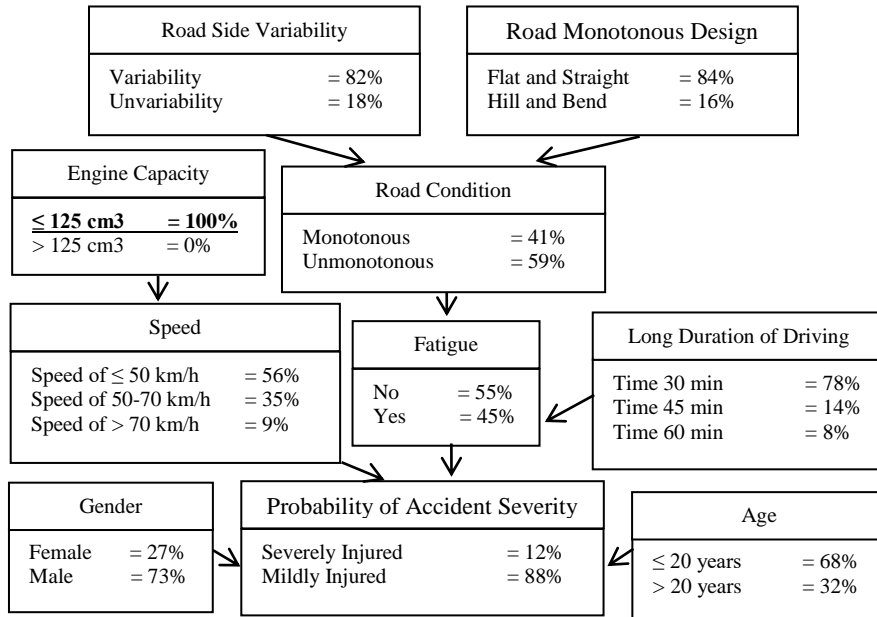 Road Side Variability
Variability = 82%
Unvariability = 18%
Road Monotonous Design
Flat and Straight = 84%
Hill and Bend = 16%
Engine Capacity
≤ 125 cm3 = 100%
> 125 cm3 = 0%
Road Condition
Monotonous = 41%
Unmonotonous = 59%
Speed
Speed of ≤ 50 km/h = 56%
Speed of 50-70 km/h = 35%
Speed of > 70 km/h = 9%
Fatigue
No = 55%
Yes = 45%
Long Duration of Driving
Time 30 min = 78%
Time 45 min = 14%
Time 60 min = 8%
Gender
Female = 27%
Male = 73%
Probability of Accident Severity
Severely Injured = 12%
Mildly Injured = 88%
Age
≤ 20 years = 68%
> 20 years = 32%